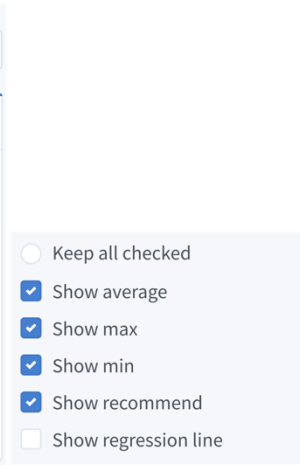 Keep all checked
Show average
Show max
Show min
Show recommend
Show regression line